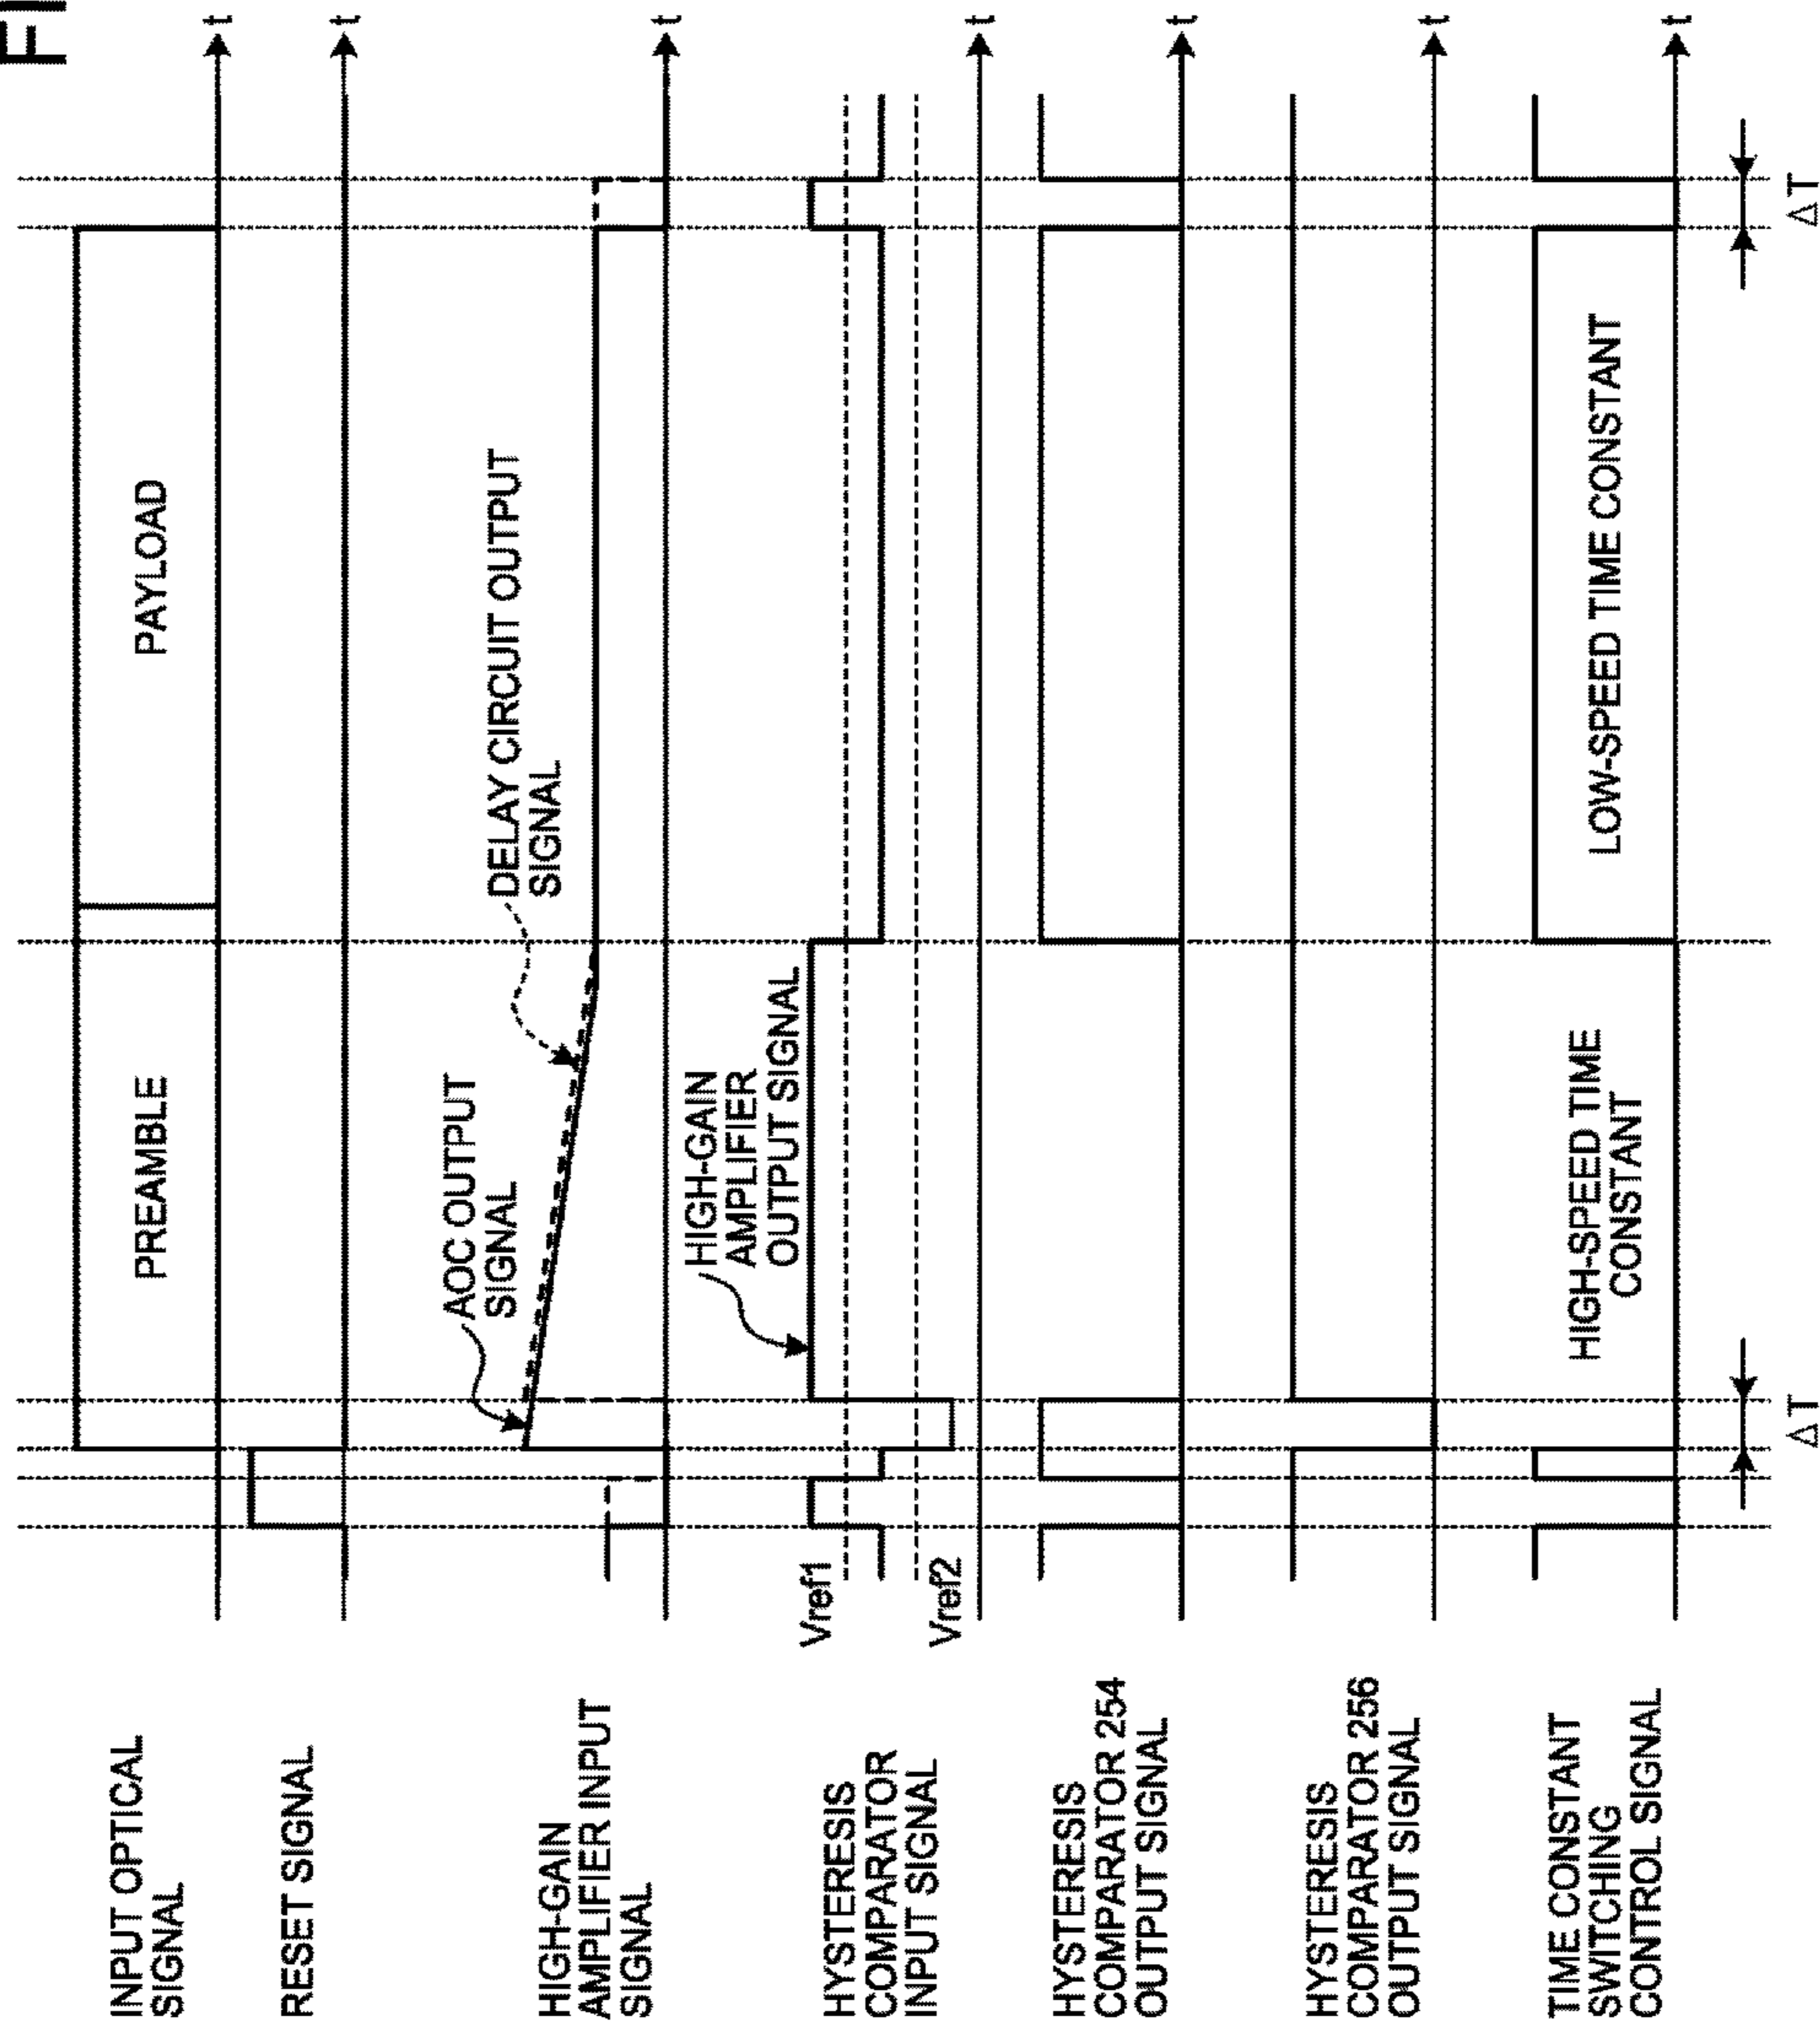 FI
INPUT OPTICAL
SIGNAL
PREAMBLE
PAYLOAD
t
RESET SIGNAL
t
HIGH-GAIN
AMPLIFIER INPUT
SIGNAL
AOC OUTPUT
SIGNAL
DELAY CIRCUIT OUTPUT
SIGNAL
t
HYSTERESIS
COMPARATOR
INPUT SIGNAL
Vref1
Vref2
HIGH-GAIN
AMPLIFIER
OUTPUT SIGNAL
t
HYSTERESIS
COMPARATOR 254
OUTPUT SIGNAL
t
HYSTERESIS
COMPARATOR 256
OUTPUT SIGNAL
t
TIME CONSTANT
SWITCHING
CONTROL SIGNAL
HIGH-SPEED TIME
CONSTANT
LOW-SPEED TIME CONSTANT
t
ΔT
ΔT